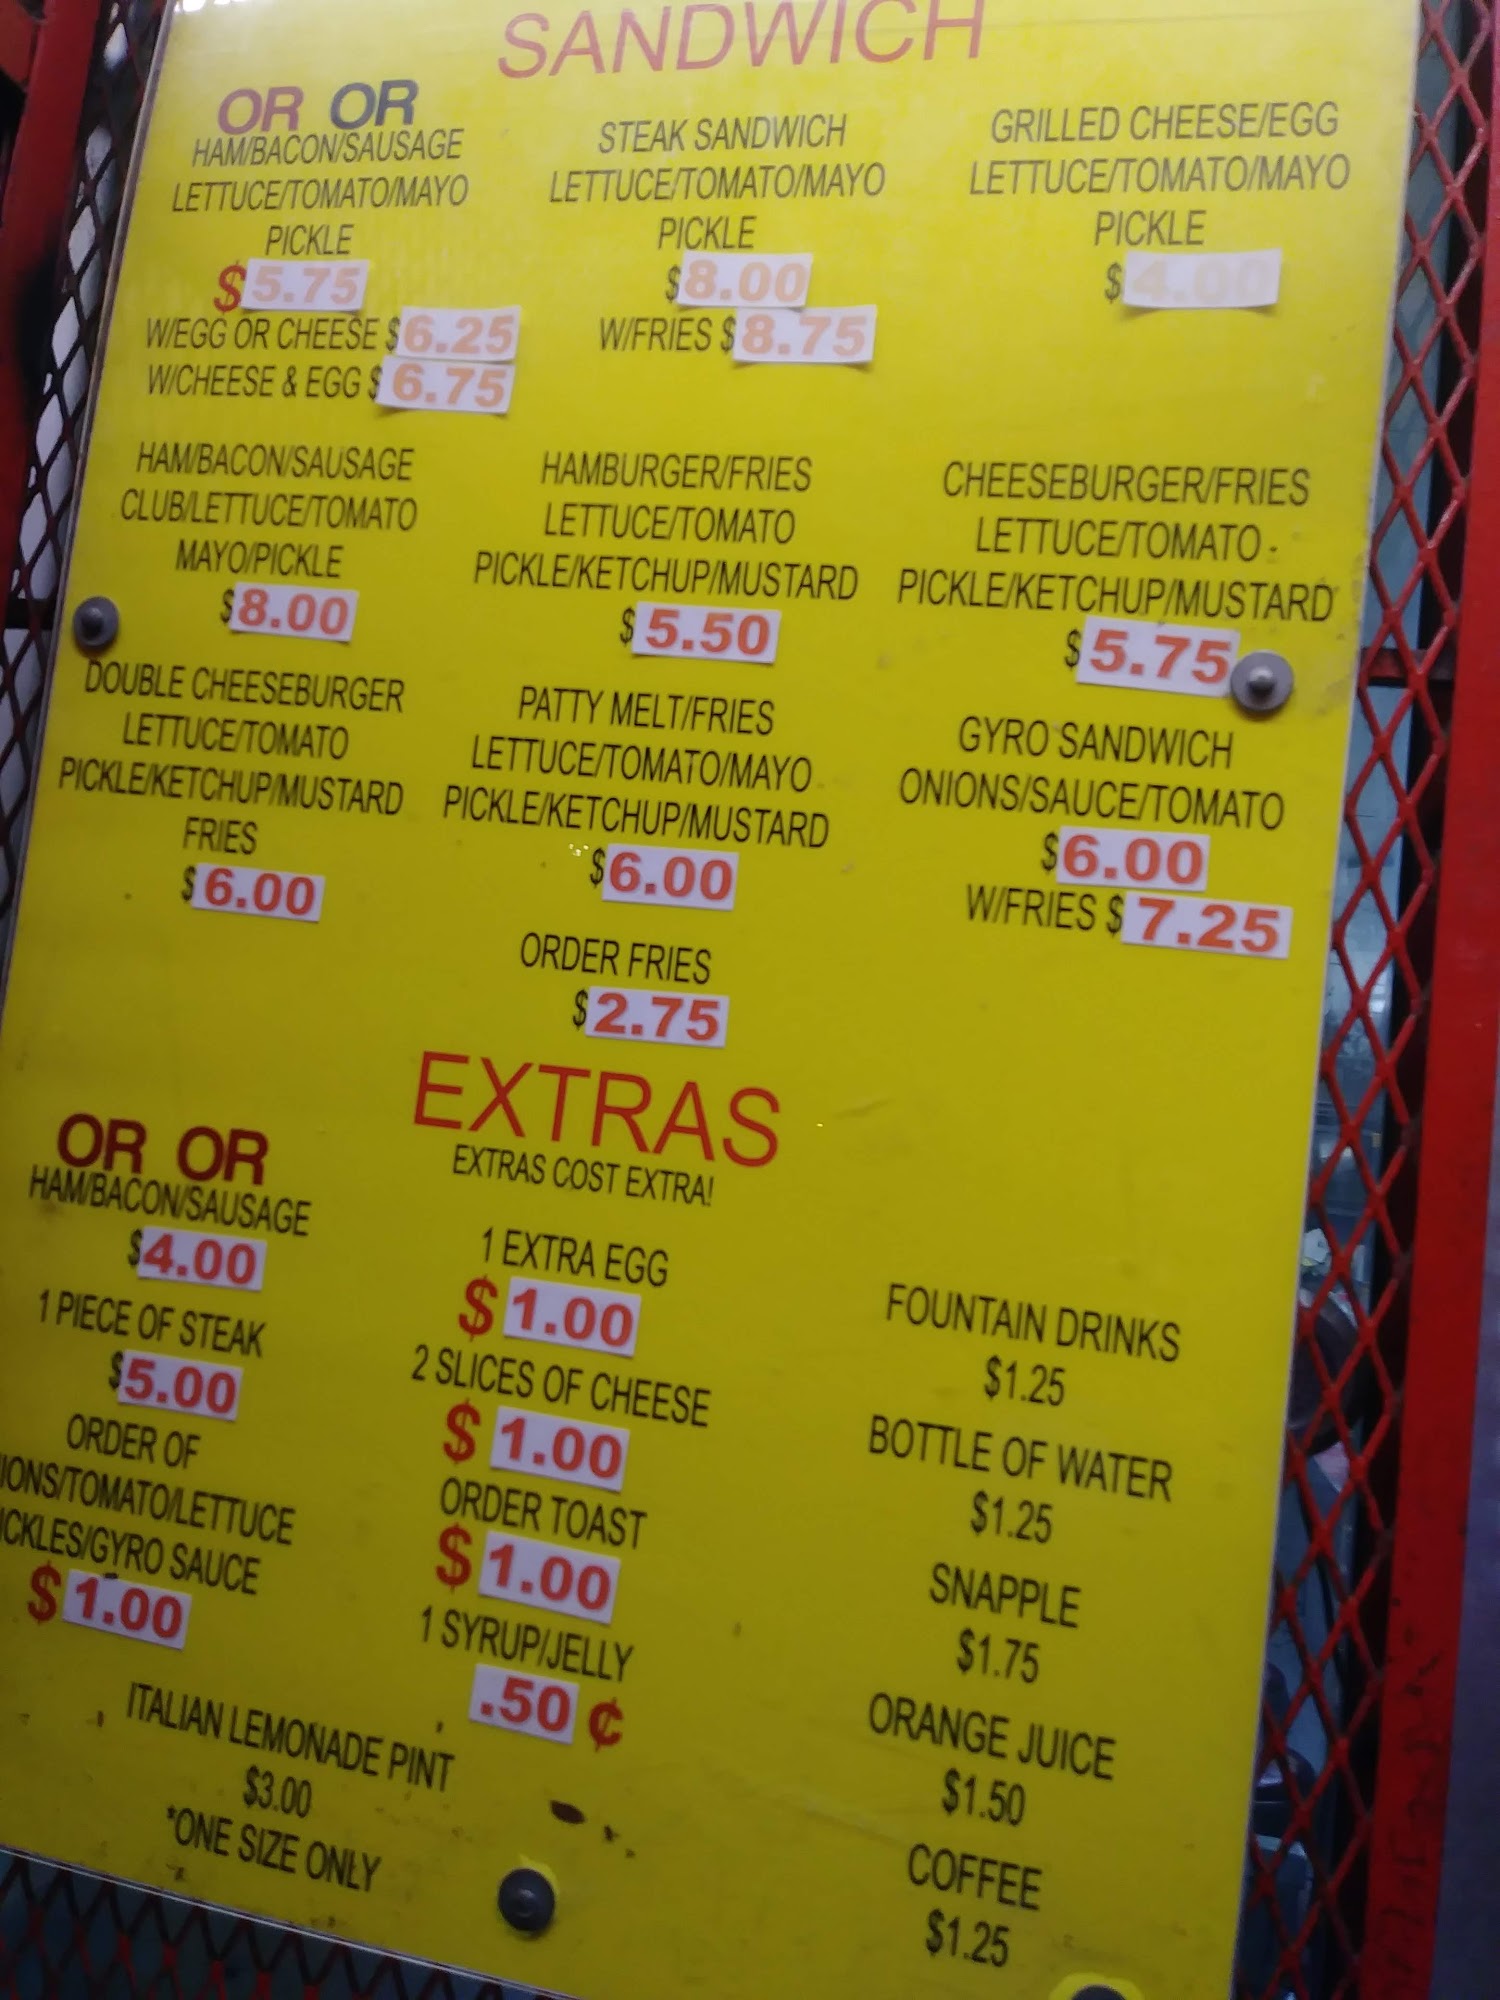 SANDWICH
OR OR
HAM/BACON/SAUSAGE
LETTUCE/TOMATO/MAYO
PICKLE
$5.75
W/EGG OR CHEESE $6.25
W/CHEESE & EGG $6.75
STEAK SANDWICH
LETTUCE/TOMATO/MAYO
PICKLE
$8.00
W/FRIES $8.75
GRILLED CHEESE/EGG
LETTUCE/TOMATO/MAYO
PICKLE
$4.00
HAM/BACON/SAUSAGE
CLUB/LETTUCE/TOMATO
MAYO/PICKLE
$8.00
HAMBURGER/FRIES
LETTUCE/TOMATO
PICKLE/KETCHUP/MUSTARD
$5.50
CHEESEBURGER/FRIES
LETTUCE/TOMATO
PICKLE/KETCHUP/MUSTARD
$5.75
DOUBLE CHEESEBURGER
LETTUCE/TOMATO
PICKLE/KETCHUP/MUSTARD
FRIES
$6.00
PATTY MELT/FRIES
LETTUCE/TOMATO/MAYO
PICKLE/KETCHUP/MUSTARD
$6.00
GYRO SANDWICH
ONIONS/SAUCE/TOMATO
$6.00
W/FRIES $7.25
ORDER FRIES
$2.75
EXTRAS
EXTRAS COST EXTRA!
OR OR
HAM/BACON/SAUSAGE
$4.00
1 PIECE OF STEAK
$5.00
ORDER OF
IONS/TOMATO/LETTUCE
ICKLES/GYRO SAUCE
$1.00
1 EXTRA EGG
$1.00
2 SLICES OF CHEESE
$1.00
ORDER TOAST
$1.00
1 SYRUP/JELLY
.50¢
FOUNTAIN DRINKS
$1.25
BOTTLE OF WATER
$1.25
SNAPPLE
$1.75
ORANGE JUICE
$1.50
COFFEE
$1.25
ITALIAN LEMONADE PINT
$3.00
*ONE SIZE ONLY